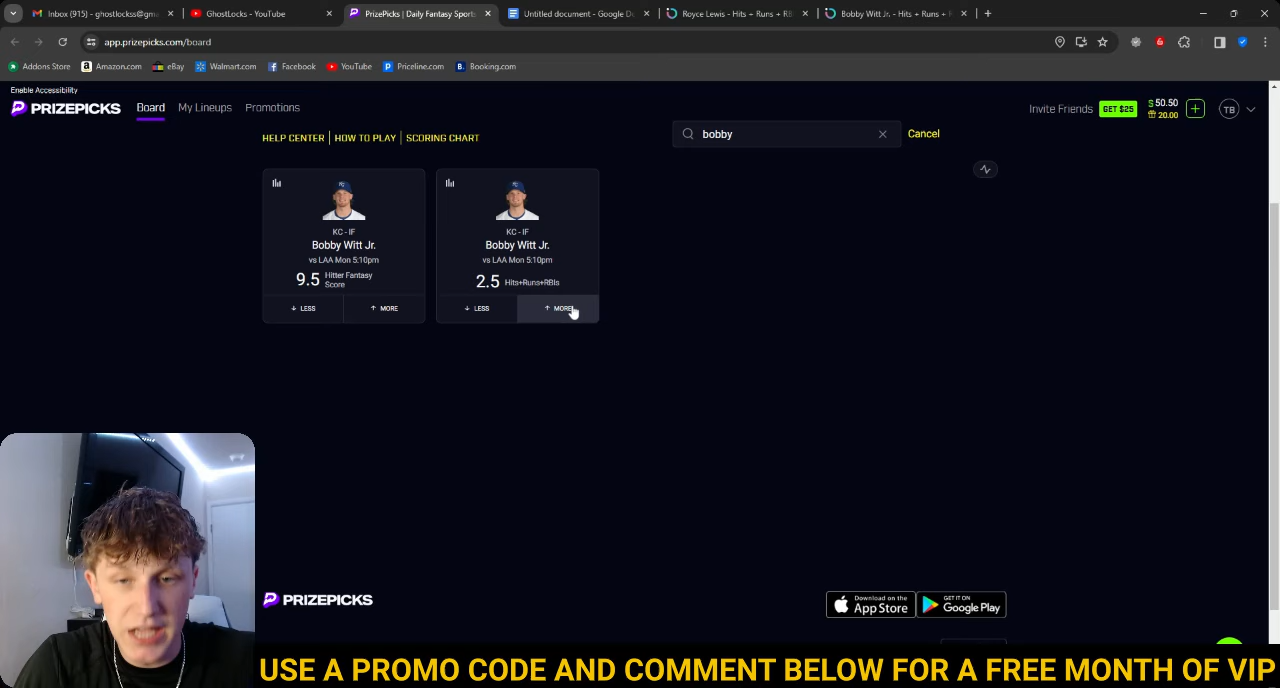 Inbox (915) - ghostlockss@gm
GhostLocks - YouTube
PrizePicks | Daily Fantasy Sports
Untitled document - Google D
Royce Lewis - Hits + Runs + RB
Bobby Witt Jr. - Hits + Runs + F
app.prizepicks.com/board
Addons Store
Amazon.com
eBay
Walmart.com
Facebook
YouTube
Priceline.com
Booking.com
Enable Accessibility
PRIZEPICKS
Board
My Lineups
Promotions
Invite Friends
GET $25
$ 50.50
20.00
TB
HELP CENTER | HOW TO PLAY | SCORING CHART
bobby
Cancel
KC - IF
Bobby Witt Jr.
vs LAA Mon 5:10pm
9.5 Hitter Fantasy Score
↓ LESS
↑ MORE
KC - IF
Bobby Witt Jr.
vs LAA Mon 5:10pm
2.5 Hits+Runs+RBIs
↓ LESS
↑ MORE
PRIZEPICKS
Download on the App Store
GET IT ON Google Play
USE A PROMO CODE AND COMMENT BELOW FOR A FREE MONTH OF VIP